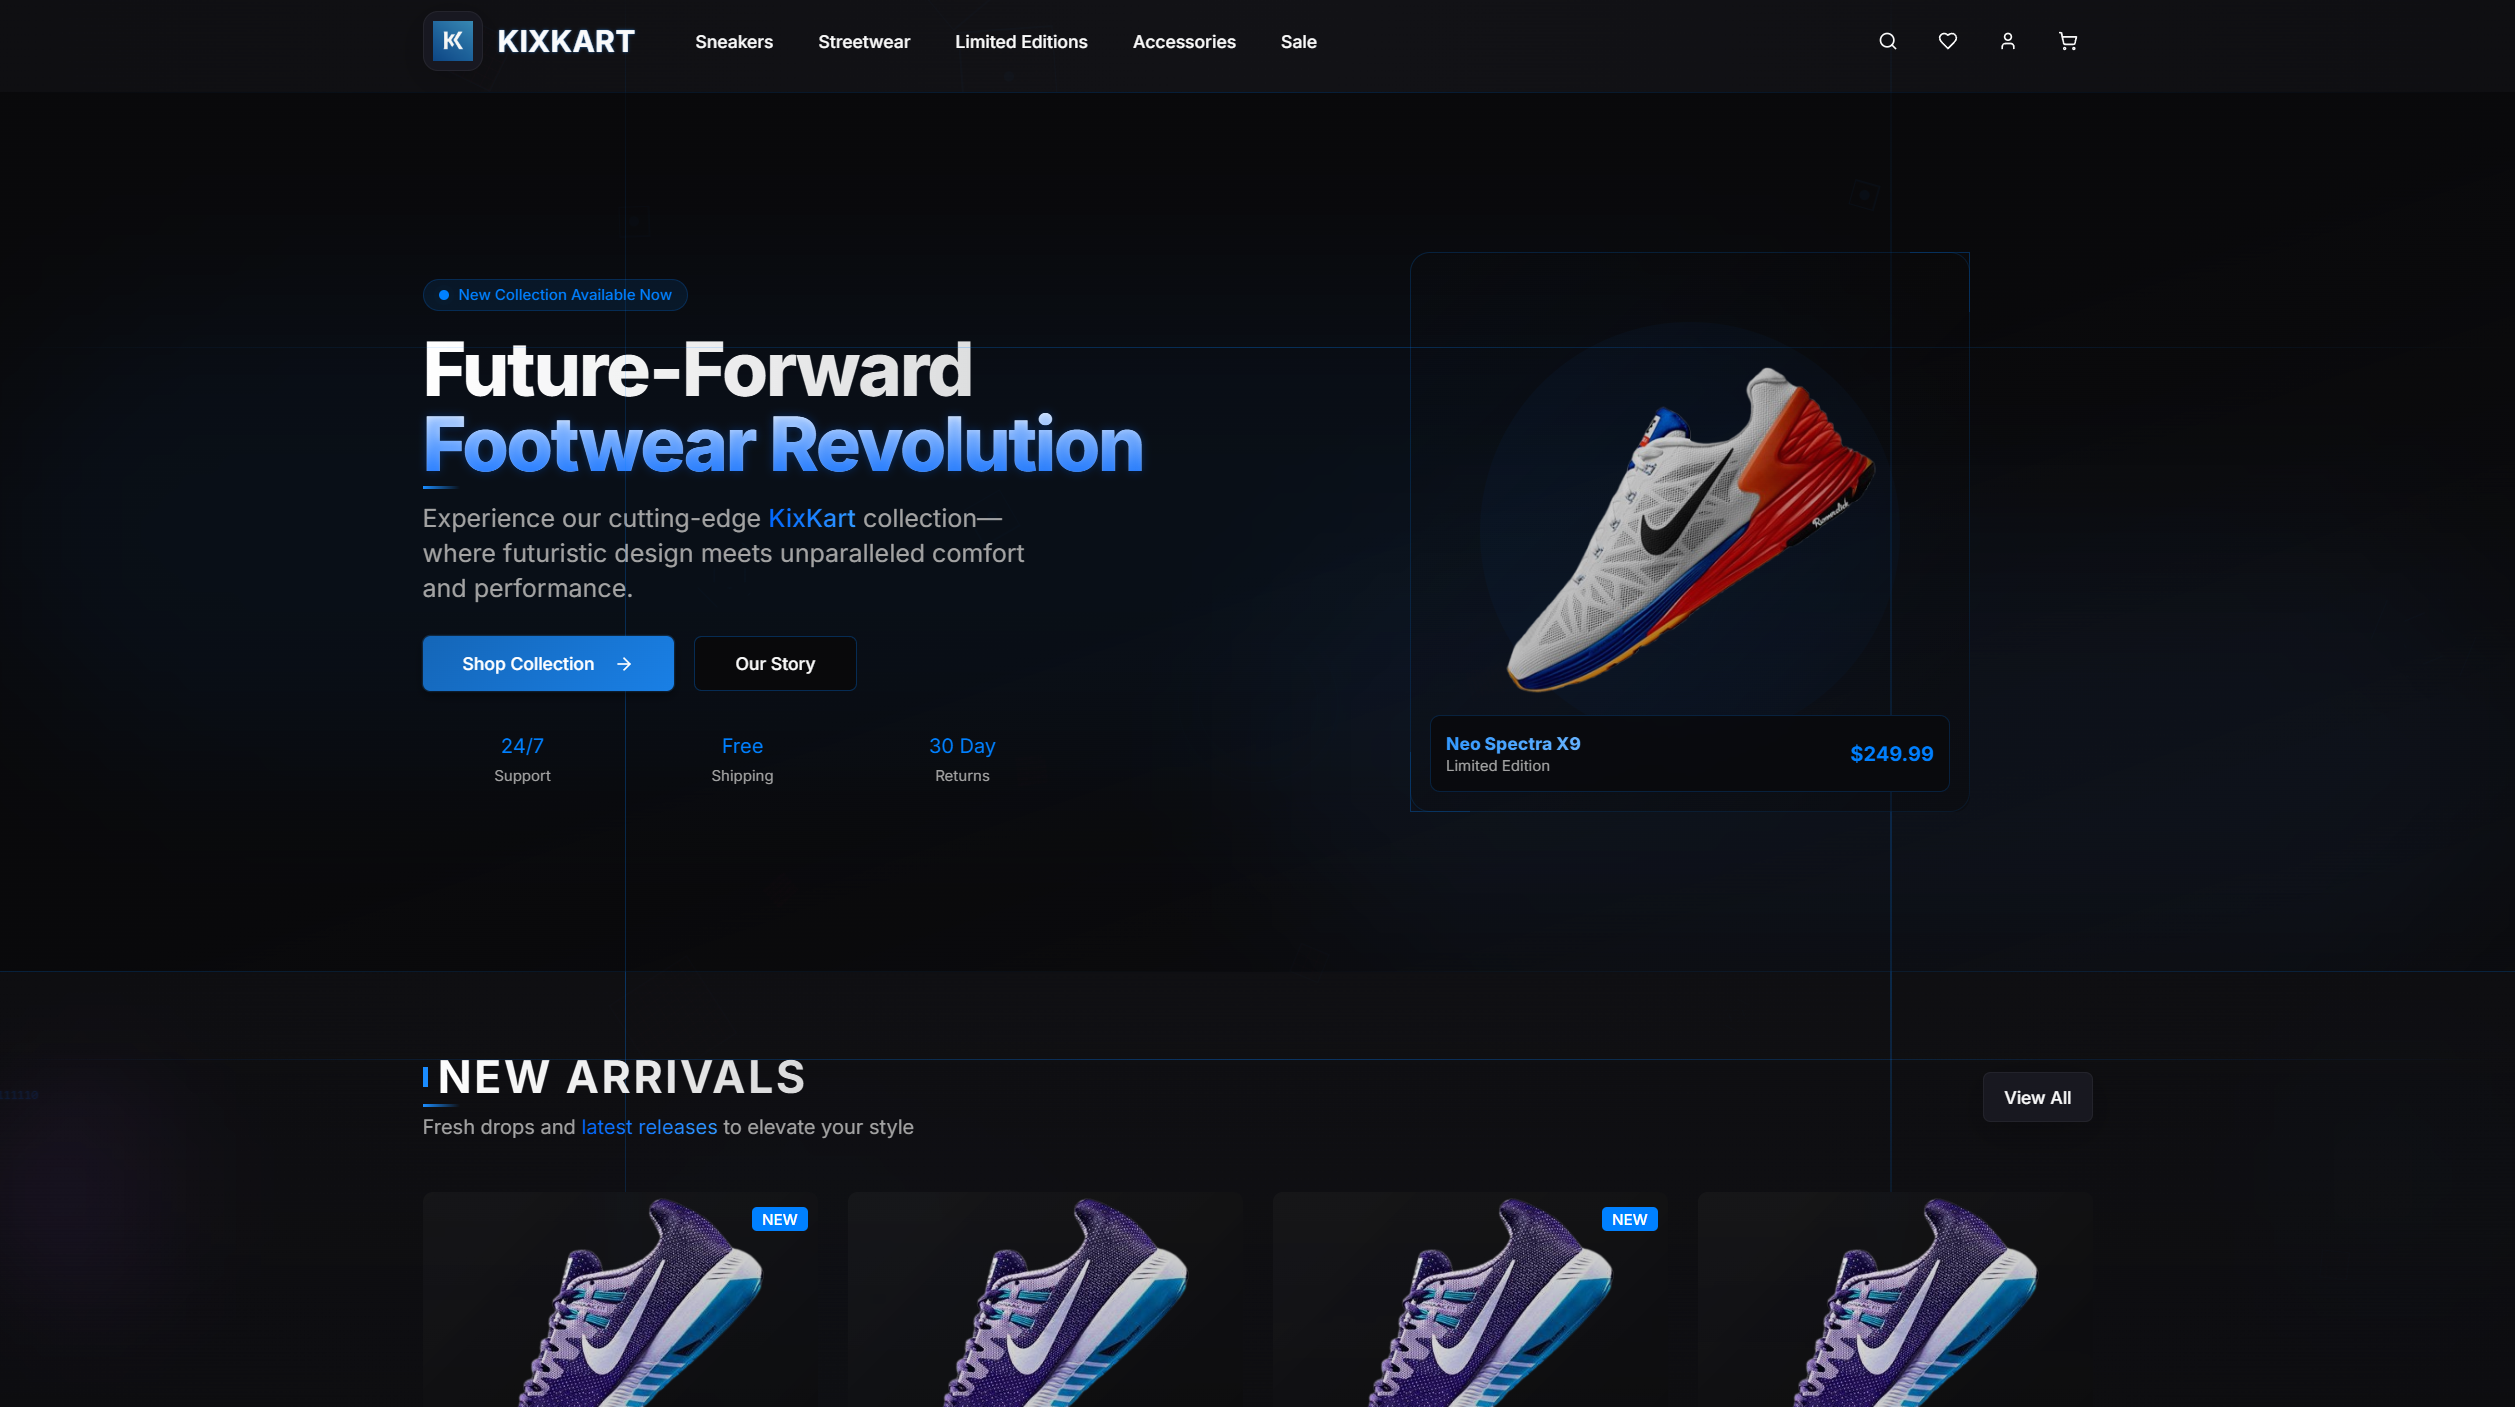 KIXKART
Sneakers
Streetwear
Limited Editions
Accessories
Sale
New Collection Available Now
Future-Forward
Footwear Revolution
Experience our cutting-edge KixKart collection—
where futuristic design meets unparalleled comfort
and performance.
Shop Collection
Our Story
24/7
Support
Free
Shipping
30 Day
Returns
Neo Spectra X9
Limited Edition
$249.99
NEW ARRIVALS
Fresh drops and latest releases to elevate your style
View All
NEW
NEW